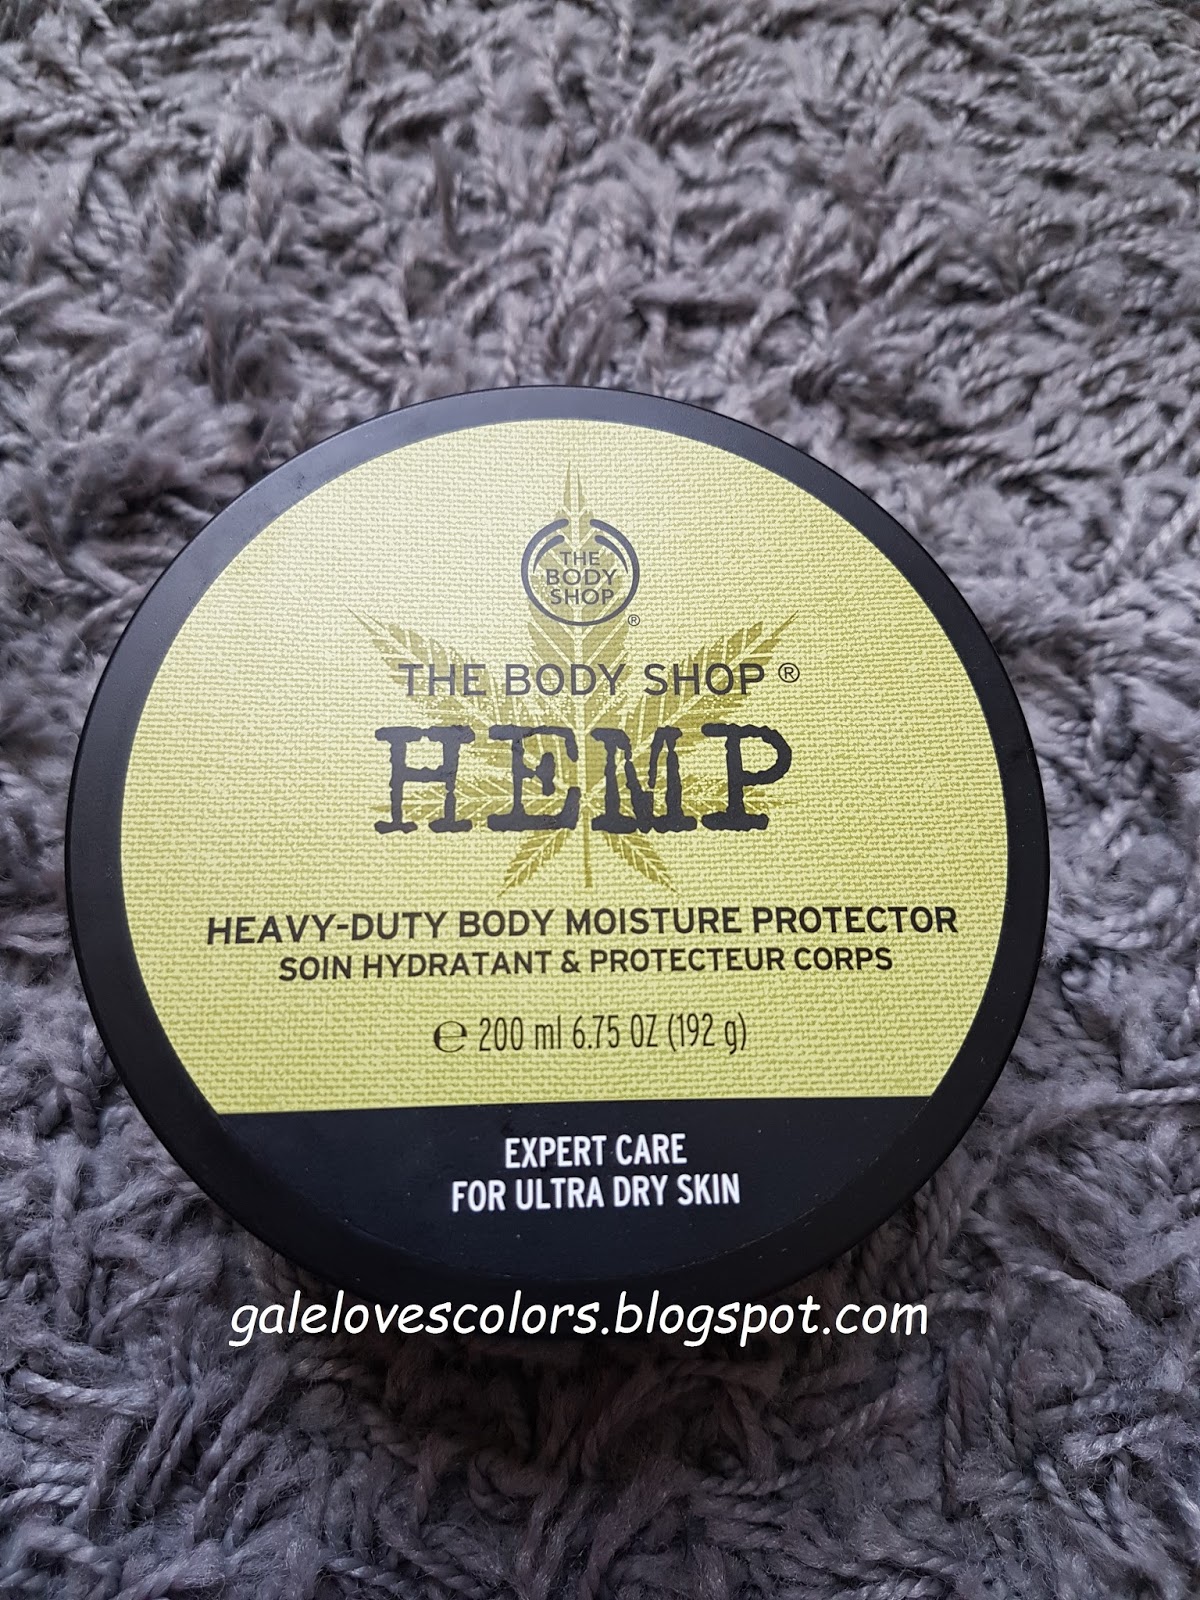 THE
BODY
SHOP
®
THE BODY SHOP ®
HEMP
HEAVY-DUTY BODY MOISTURE PROTECTOR
SOIN HYDRATANT & PROTECTEUR CORPS
℮ 200 ml 6.75 OZ (192 g)
EXPERT CARE
FOR ULTRA DRY SKIN
galelovescolors.blogspot.com